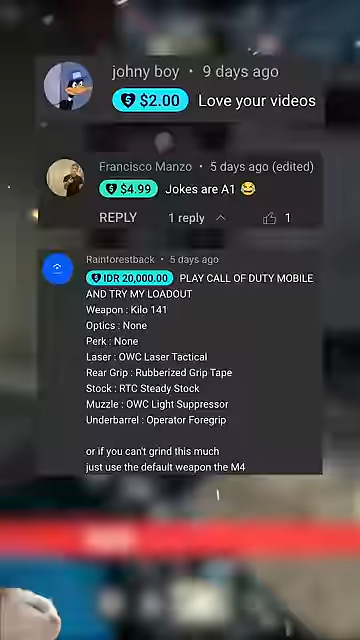 johny boy • 9 days ago
$2.00 Love your videos
Francisco Manzo • 5 days ago (edited)
$4.99 Jokes are A1 😂
REPLY 1 reply 1
Rainforestback • 5 days ago
IDR 20,000.00 PLAY CALL OF DUTY MOBILE
AND TRY MY LOADOUT
Weapon : Kilo 141
Optics : None
Perk : None
Laser : OWC Laser Tactical
Rear Grip : Rubberized Grip Tape
Stock : RTC Steady Stock
Muzzle : OWC Light Suppressor
Underbarrel : Operator Foregrip
or if you can't grind this much
just use the default weapon the M4